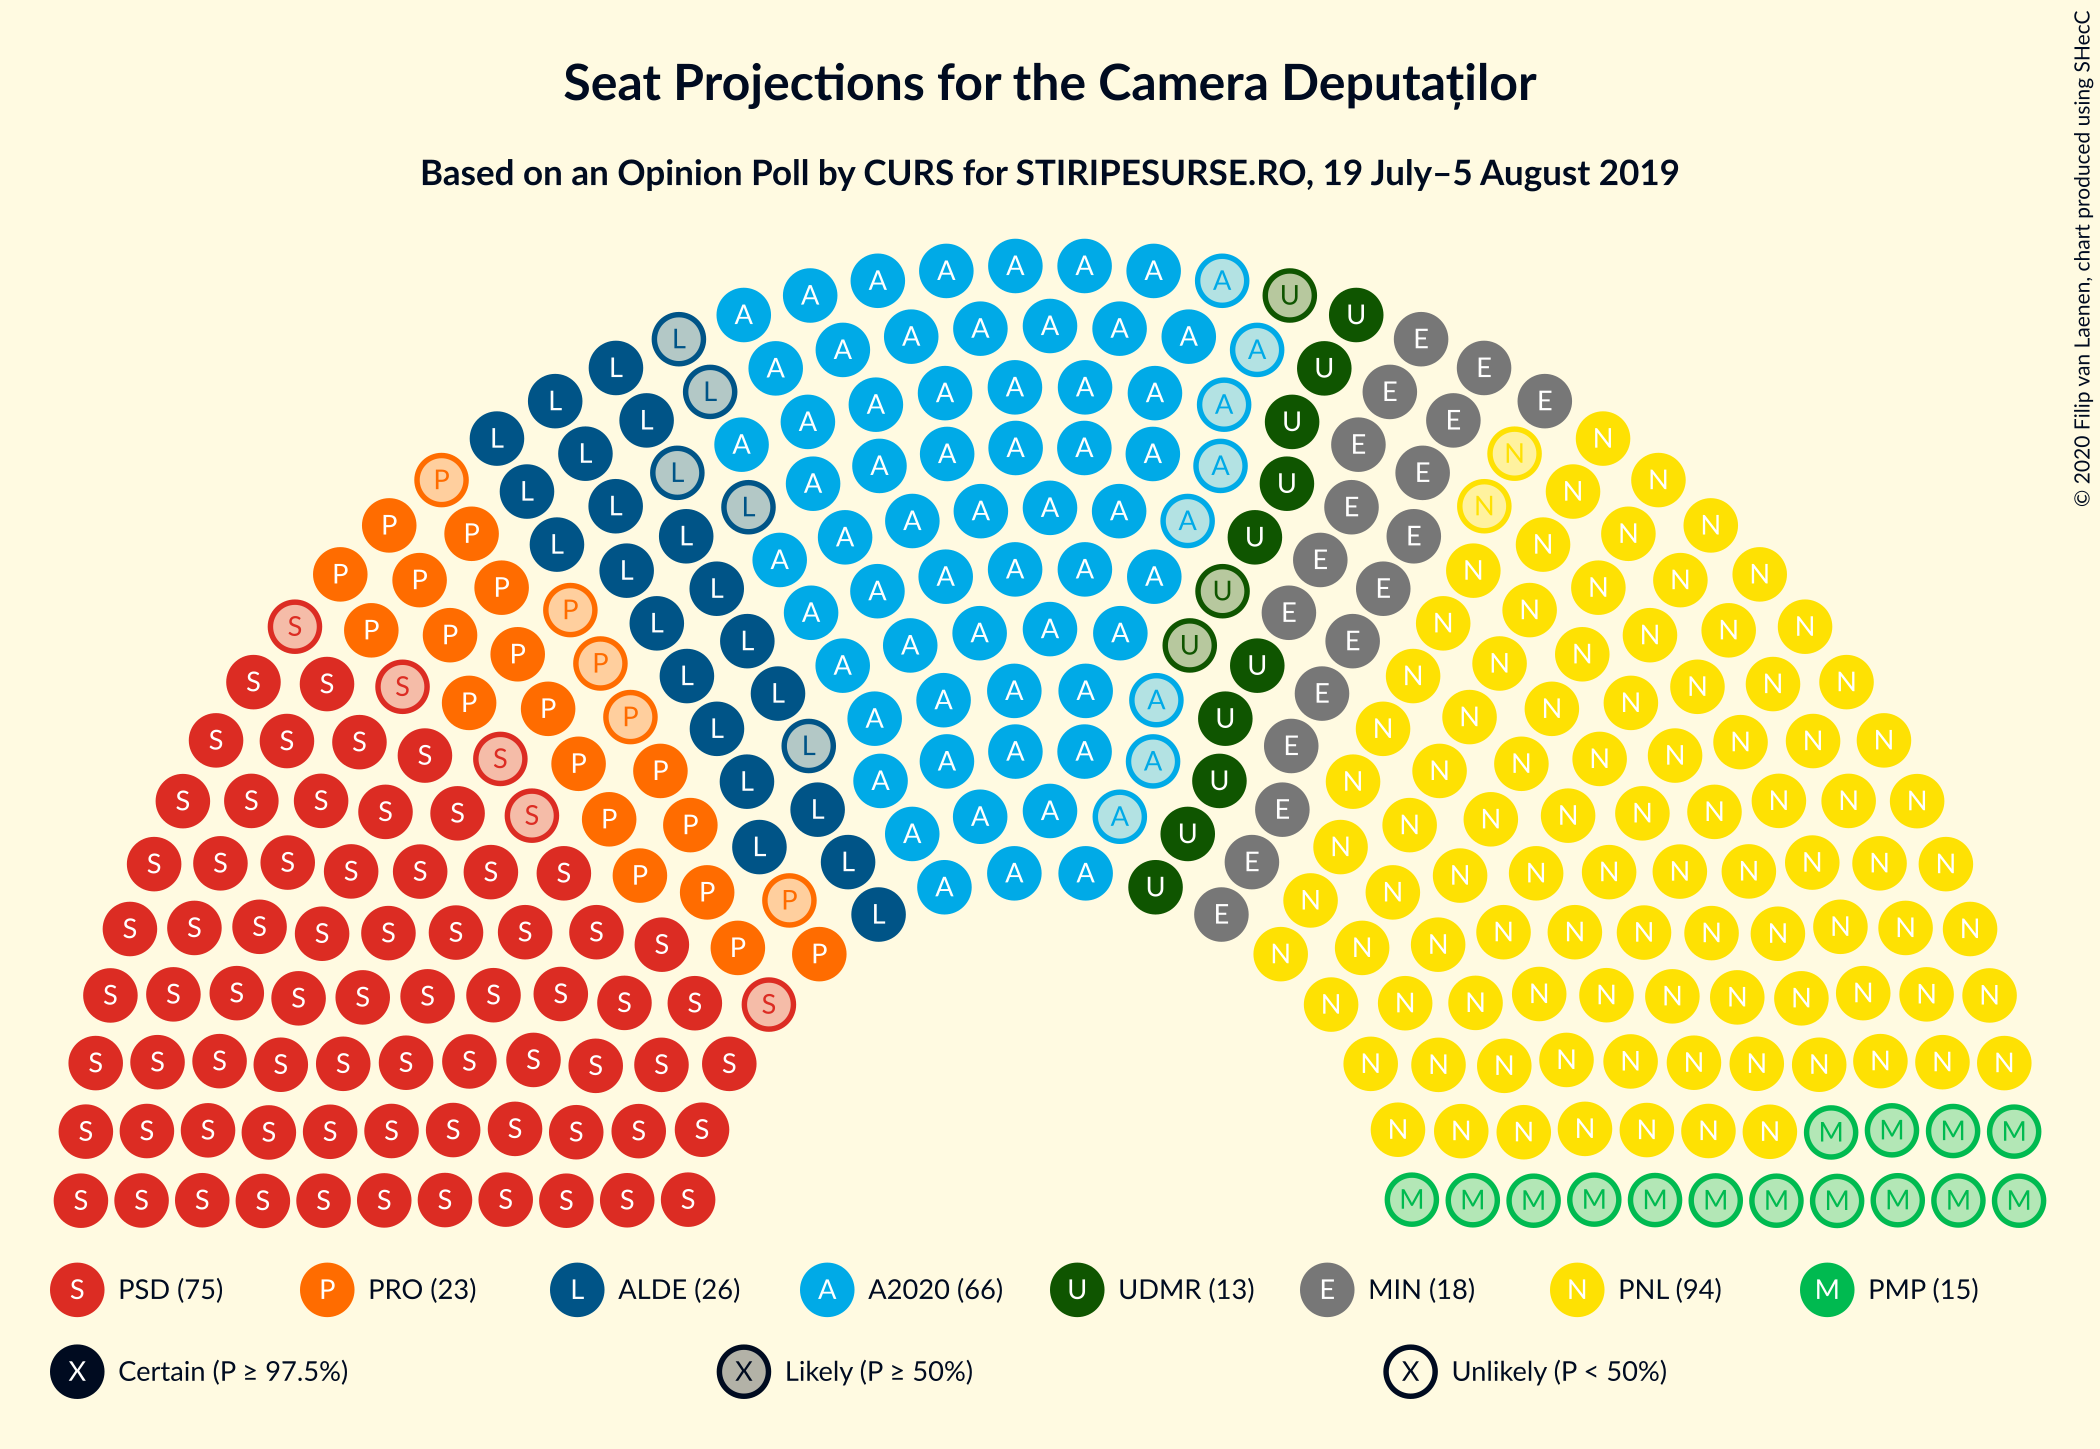 Seat Projections for the Camera Deputaților
Based on an Opinion Poll by CURS for STIRIPESURSE.RO, 19 July–5 August 2019
© 2020 Filip van Laenen, chart produced using SHecC
S PSD (75) P PRO (23) L ALDE (26) A A2020 (66) U UDMR (13) E MIN (18) N PNL (94) M PMP (15)
X Certain (P ≥ 97.5%) X Likely (P ≥ 50%) X Unlikely (P < 50%)